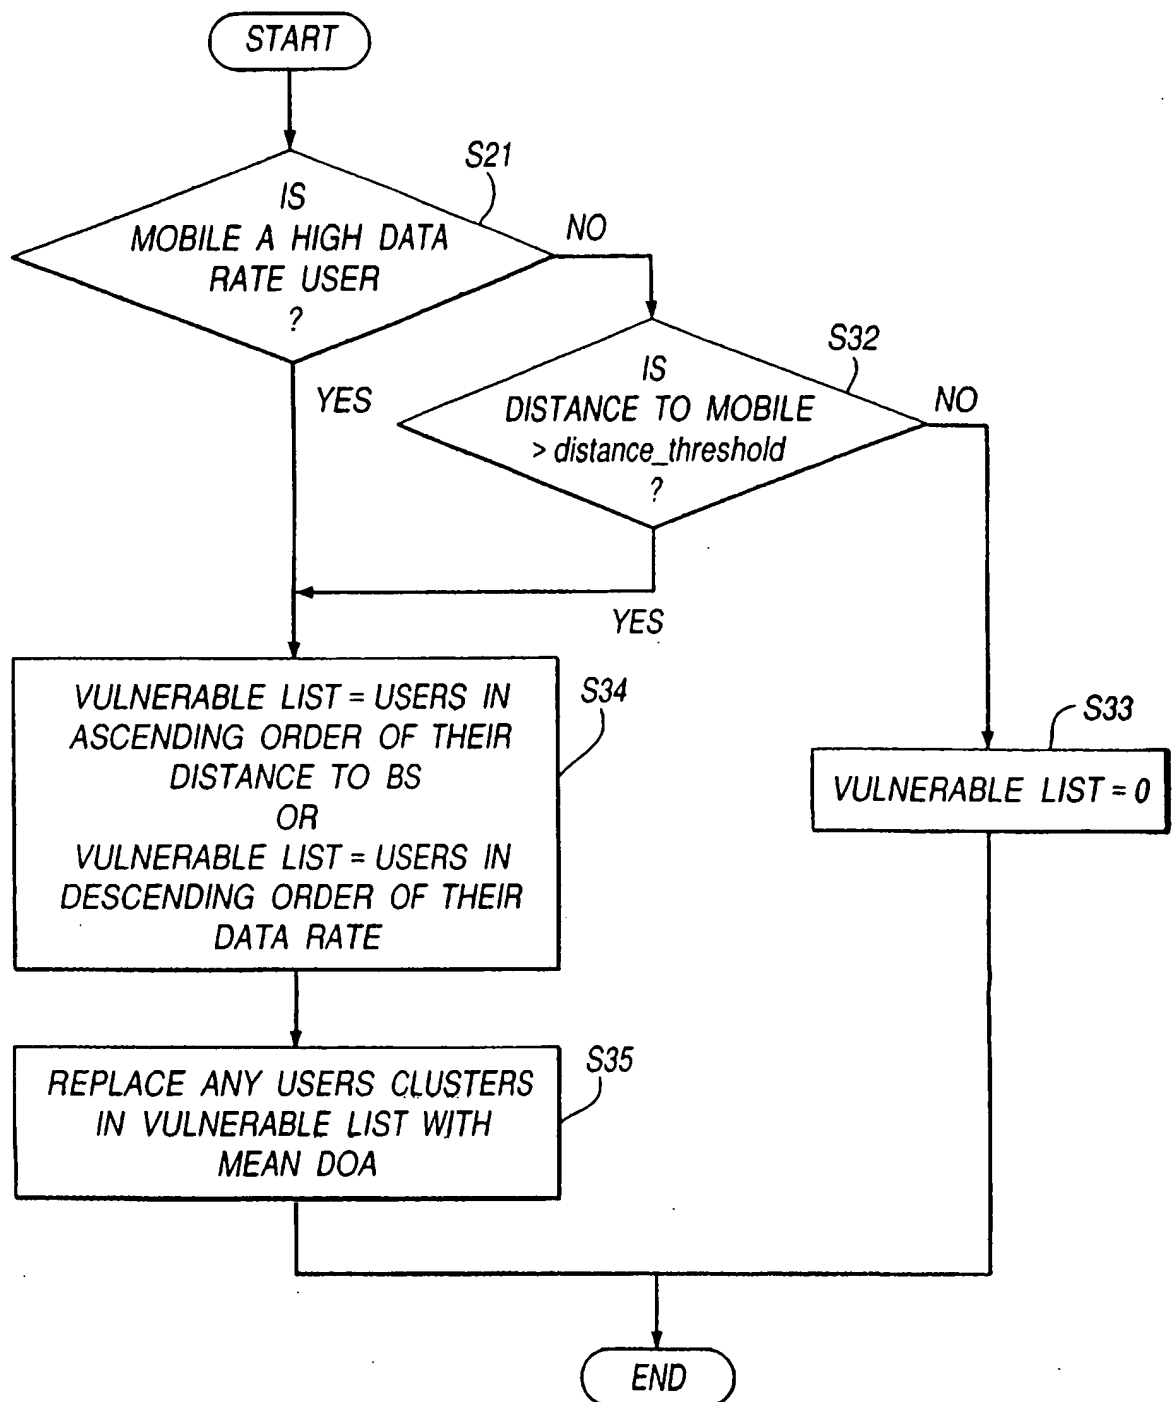 START
S21
IS
MOBILE A HIGH DATA
RATE USER
?
NO
YES
S32
IS
DISTANCE TO MOBILE
> distance_threshold
?
NO
YES
S34
VULNERABLE LIST = USERS IN
ASCENDING ORDER OF THEIR
DISTANCE TO BS
OR
VULNERABLE LIST = USERS IN
DESCENDING ORDER OF THEIR
DATA RATE
S33
VULNERABLE LIST = 0
S35
REPLACE ANY USERS CLUSTERS
IN VULNERABLE LIST WITH
MEAN DOA
END